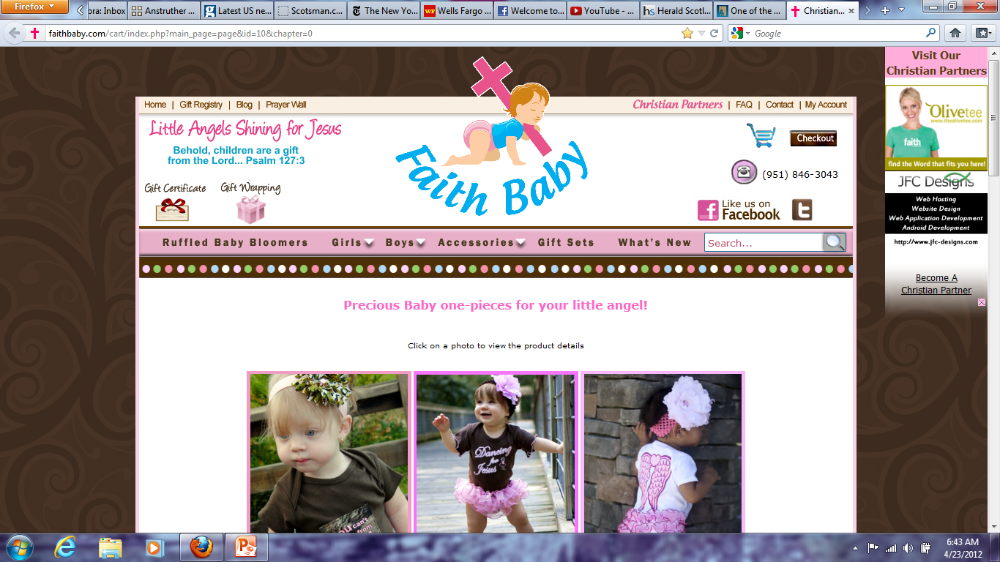 Firefox
ora: Inbox
Anstruther ...
Latest US ne...
Scotsman.c...
The New Yo...
Wells Fargo ...
Welcome to...
YouTube - ...
Herald Scotl...
One of the ...
Christian...
faithbaby.com/cart/index.php?main_page=page&id=10&chapter=0
Google
Visit Our
Christian Partners
Home | Gift Registry | Blog | Prayer Wall
Christian Partners | FAQ | Contact | My Account
Little Angels Shining for Jesus
Behold, children are a gift
from the Lord... Psalm 127:3
Gift Certificate
Gift Wrapping
Faith Baby
Checkout
(951) 846-3043
Like us on
Facebook
Olivetee.
www.theolivetee.com
faith
find the Word that fits you here!
JFC Designs
Web Hosting
Website Design
Web Application Development
Android Development
http://www.jfc-designs.com
Become A
Christian Partner
Ruffled Baby Bloomers Girls Boys Accessories Gift Sets What's New
Search...
Precious Baby one-pieces for your little angel!
Click on a photo to view the product details
Dancing
for
Jesus
can't
from
6:43 AM
4/23/2012